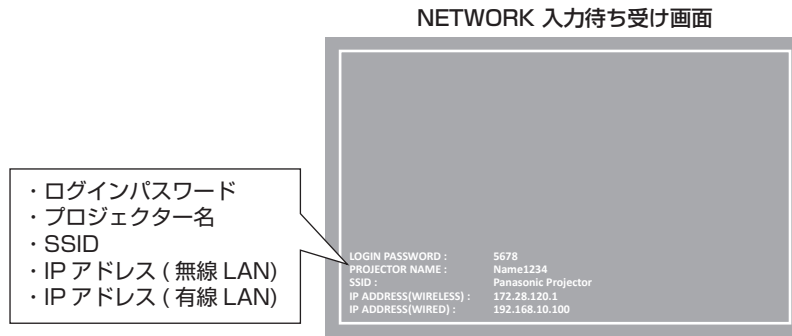 NETWORK 入力待ち受け画面
・ログインパスワード
・プロジェクター名
・SSID
・IP アドレス ( 無線 LAN)
・IP アドレス ( 有線 LAN)
LOGIN PASSWORD : 5678
PROJECTOR NAME : Name1234
SSID : Panasonic Projector
IP ADDRESS(WIRELESS) : 172.28.120.1
IP ADDRESS(WIRED) : 192.168.10.100